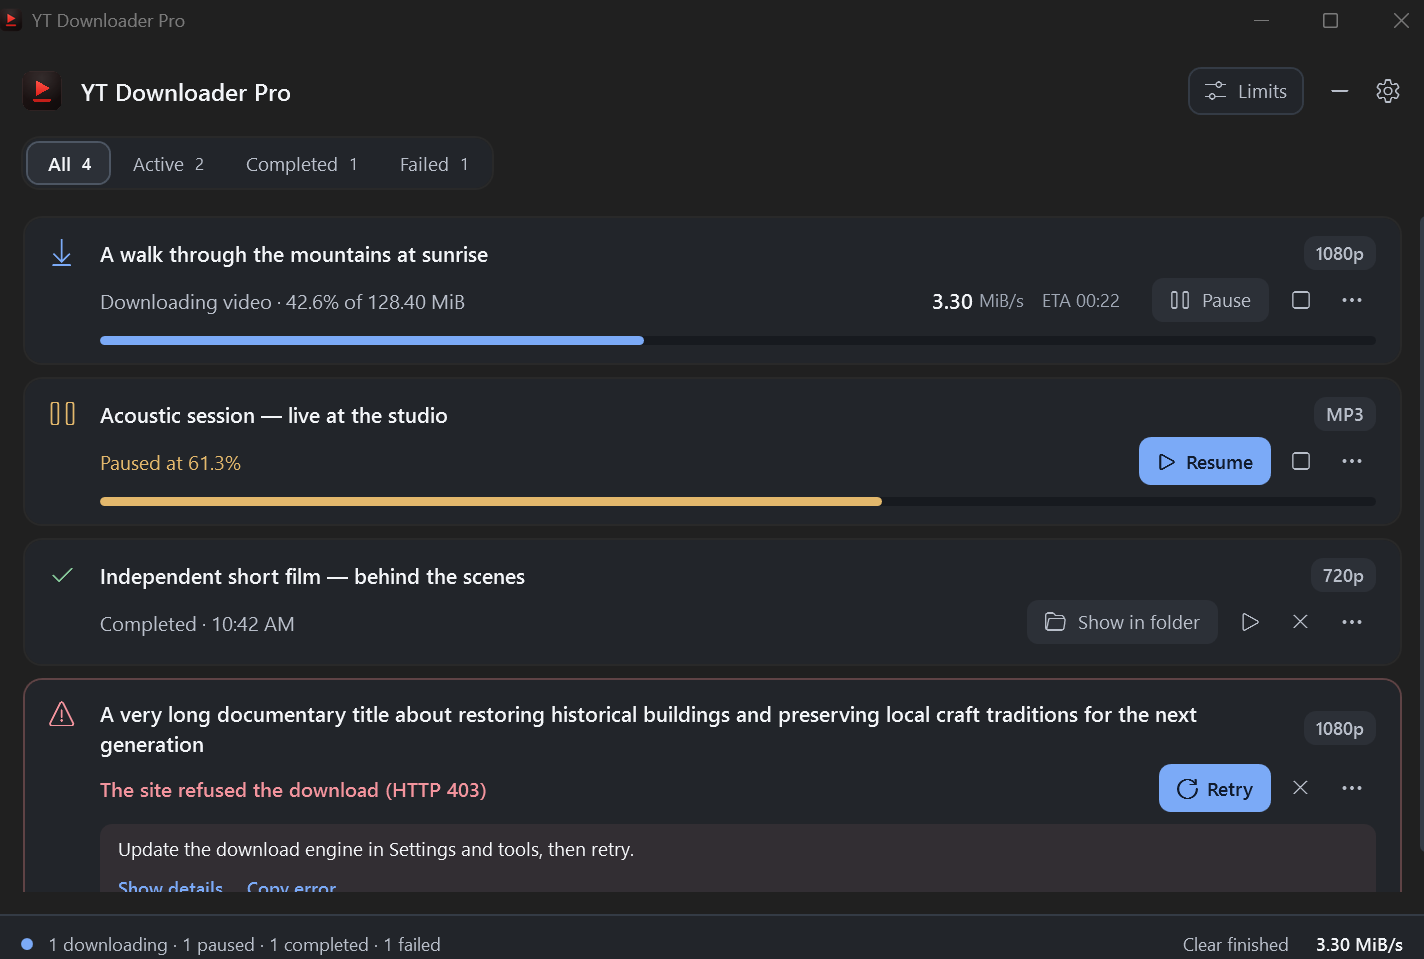 YT Downloader Pro
YT Downloader Pro
Limits
All 4
Active 2
Completed 1
Failed 1
A walk through the mountains at sunrise
1080p
Downloading video · 42.6% of 128.40 MiB
3.30 MiB/s
ETA 00:22
Pause
Acoustic session — live at the studio
MP3
Paused at 61.3%
Resume
Independent short film — behind the scenes
720p
Completed · 10:42 AM
Show in folder
A very long documentary title about restoring historical buildings and preserving local craft traditions for the next
generation
1080p
The site refused the download (HTTP 403)
Retry
Update the download engine in Settings and tools, then retry.
Show details
Copy error
1 downloading · 1 paused · 1 completed · 1 failed
Clear finished
3.30 MiB/s